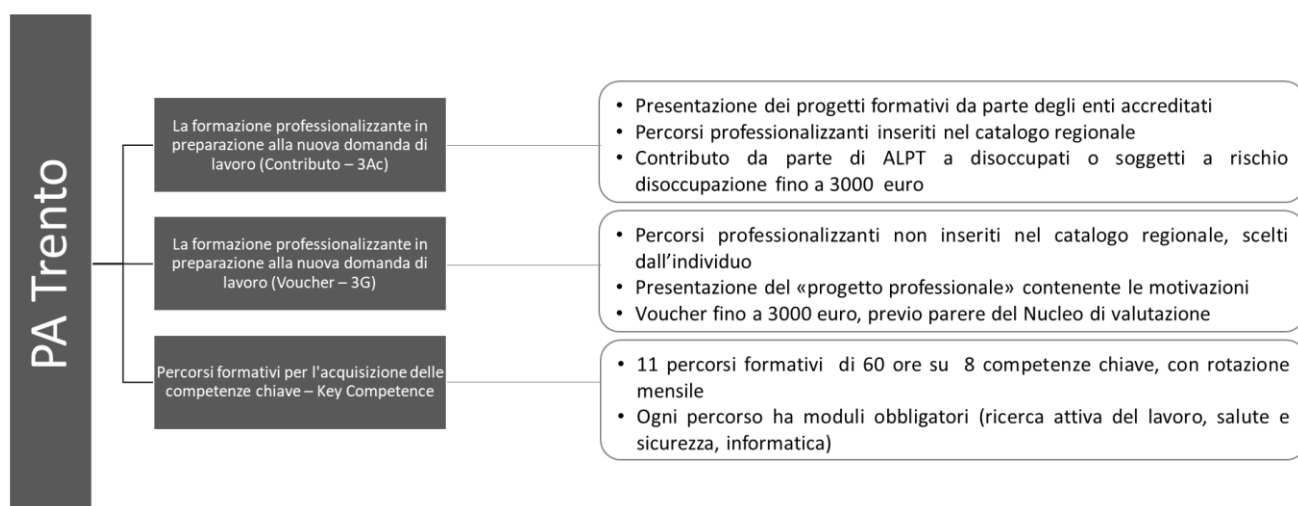 PA Trento
La formazione professionalizzante in
preparazione alla nuova domanda di
lavoro (Contributo – 3Ac)
• Presentazione dei progetti formativi da parte degli enti accreditati
• Percorsi professionalizzanti inseriti nel catalogo regionale
• Contributo da parte di ALPT a disoccupati o soggetti a rischio
disoccupazione fino a 3000 euro
La formazione professionalizzante in
preparazione alla nuova domanda di
lavoro (Voucher – 3G)
• Percorsi professionalizzanti non inseriti nel catalogo regionale, scelti
dall’individuo
• Presentazione del «progetto professionale» contenente le motivazioni
• Voucher fino a 3000 euro, previo parere del Nucleo di valutazione
Percorsi formativi per l'acquisizione delle
competenze chiave – Key Competence
• 11 percorsi formativi di 60 ore su 8 competenze chiave, con rotazione
mensile
• Ogni percorso ha moduli obbligatori (ricerca attiva del lavoro, salute e
sicurezza, informatica)